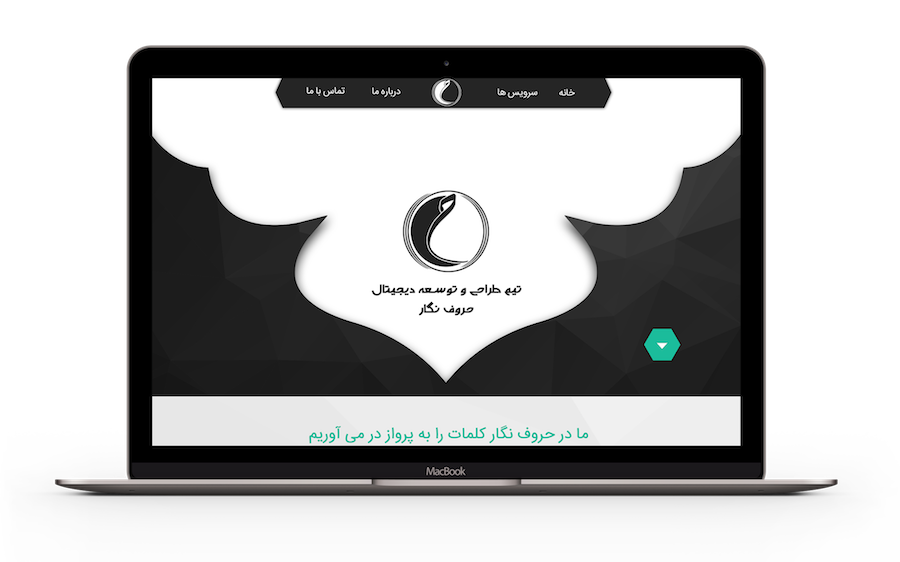 خانه
سرویس ها
درباره ما
تماس با ما
تیم طراحی و توسعه دیجیتال
حروف نگار
ما در حروف نگار کلمات را به پرواز در می آوریم
MacBook